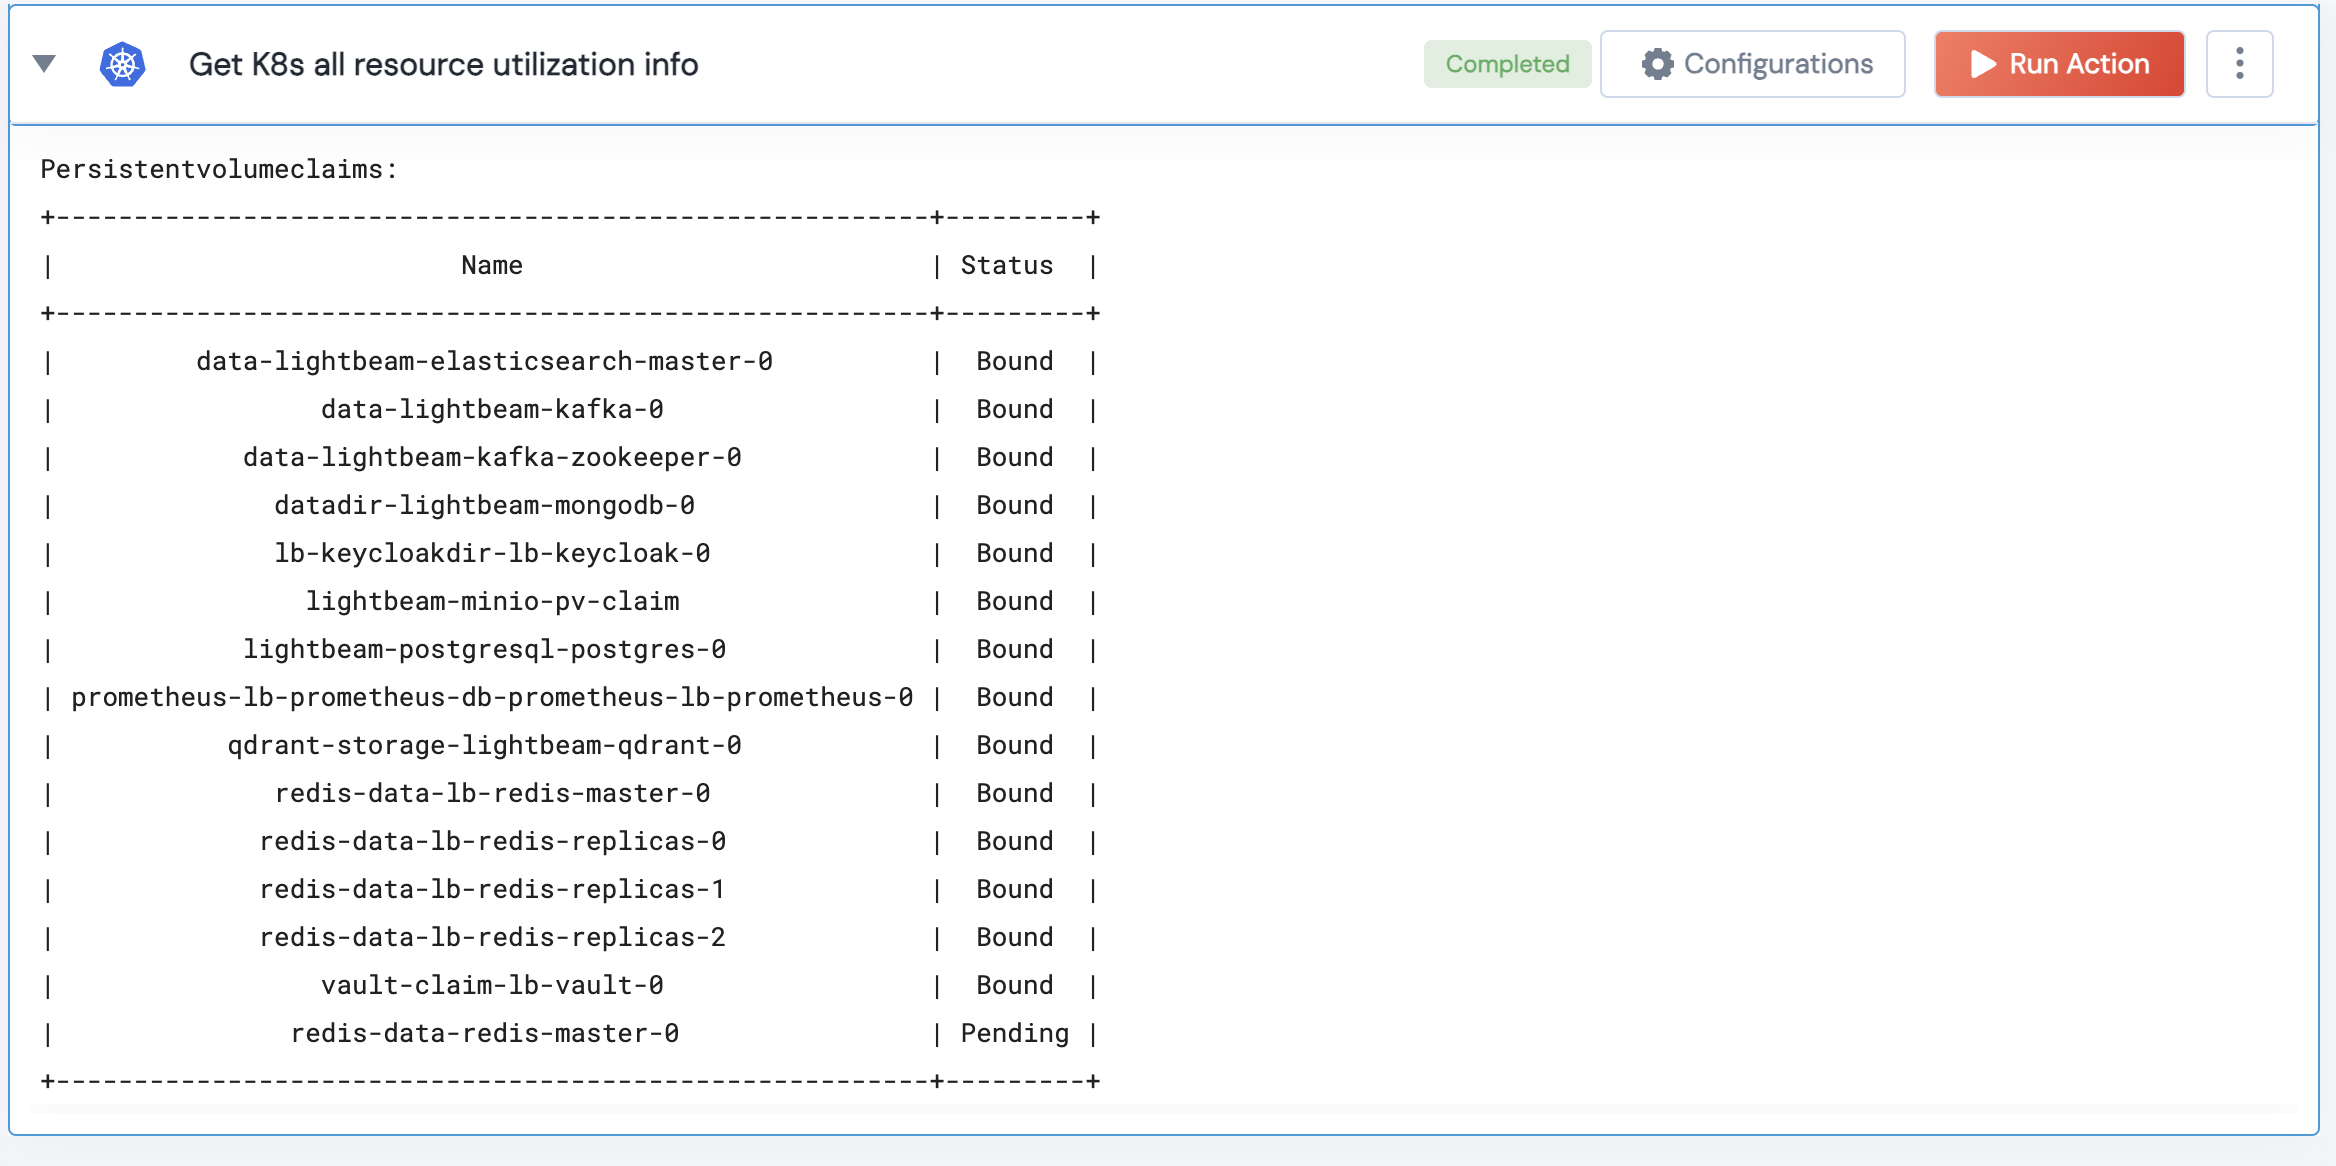 Get K8s all resource utilization info
Completed
Configurations
Run Action
Persistentvolumeclaims:
+--------------------------------------------------------+---------+
| Name | Status |
+--------------------------------------------------------+---------+
| data-lightbeam-elasticsearch-master-0 | Bound |
| data-lightbeam-kafka-0 | Bound |
| data-lightbeam-kafka-zookeeper-0 | Bound |
| datadir-lightbeam-mongodb-0 | Bound |
| lb-keycloakdir-lb-keycloak-0 | Bound |
| lightbeam-minio-pv-claim | Bound |
| lightbeam-postgresql-postgres-0 | Bound |
| prometheus-lb-prometheus-db-prometheus-lb-prometheus-0 | Bound |
| qdrant-storage-lightbeam-qdrant-0 | Bound |
| redis-data-lb-redis-master-0 | Bound |
| redis-data-lb-redis-replicas-0 | Bound |
| redis-data-lb-redis-replicas-1 | Bound |
| redis-data-lb-redis-replicas-2 | Bound |
| vault-claim-lb-vault-0 | Bound |
| redis-data-redis-master-0 | Pending |
+--------------------------------------------------------+---------+